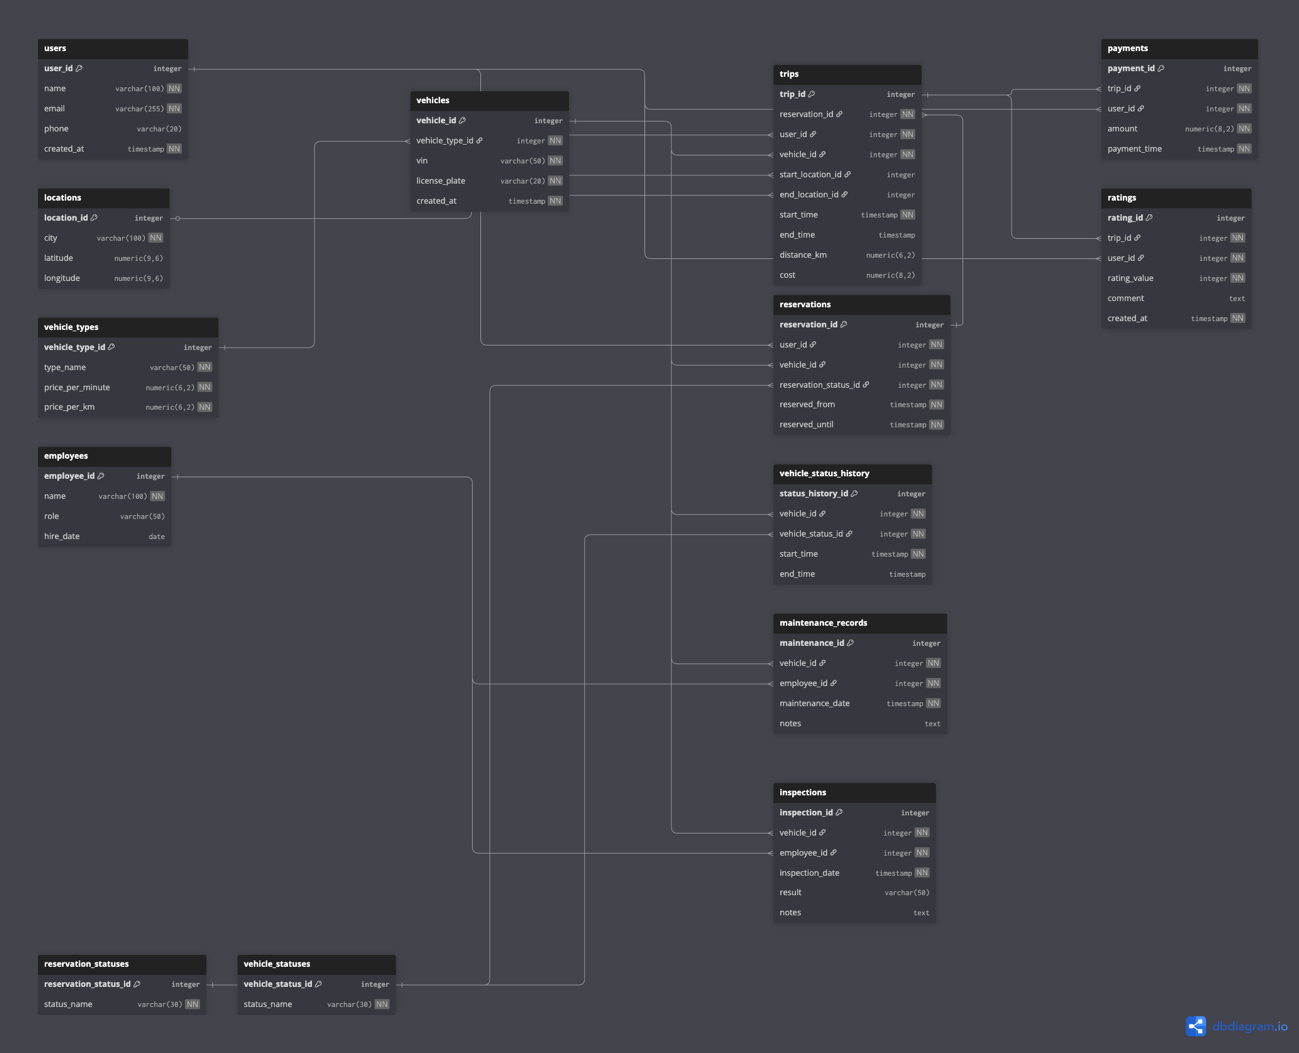 users
user_id integer
name varchar(100) NN
email varchar(255) NN
phone varchar(20)
created_at timestamp NN
locations
location_id integer
city varchar(100) NN
latitude numeric(9,6)
longitude numeric(9,6)
vehicle_types
vehicle_type_id integer
type_name varchar(50) NN
price_per_minute numeric(6,2) NN
price_per_km numeric(6,2) NN
employees
employee_id integer
name varchar(100) NN
role varchar(50)
hire_date date
reservation_statuses
reservation_status_id integer
status_name varchar(30) NN
vehicle_statuses
vehicle_status_id integer
status_name varchar(30) NN
vehicles
vehicle_id integer
vehicle_type_id integer NN
vin varchar(50) NN
license_plate varchar(20) NN
created_at timestamp NN
trips
trip_id integer
reservation_id integer NN
user_id integer NN
vehicle_id integer NN
start_location_id integer
end_location_id integer
start_time timestamp NN
end_time timestamp
distance_km numeric(6,2)
cost numeric(8,2)
reservations
reservation_id integer
user_id integer NN
vehicle_id integer NN
reservation_status_id integer NN
reserved_from timestamp NN
reserved_until timestamp NN
vehicle_status_history
status_history_id integer
vehicle_id integer NN
vehicle_status_id integer NN
start_time timestamp NN
end_time timestamp
maintenance_records
maintenance_id integer
vehicle_id integer NN
employee_id integer NN
maintenance_date timestamp NN
notes text
inspections
inspection_id integer
vehicle_id integer NN
employee_id integer NN
inspection_date timestamp NN
result varchar(50)
notes text
payments
payment_id integer
trip_id integer NN
user_id integer NN
amount numeric(8,2) NN
payment_time timestamp NN
ratings
rating_id integer
trip_id integer NN
user_id integer NN
rating_value integer NN
comment text
created_at timestamp NN
dbdiagram.io